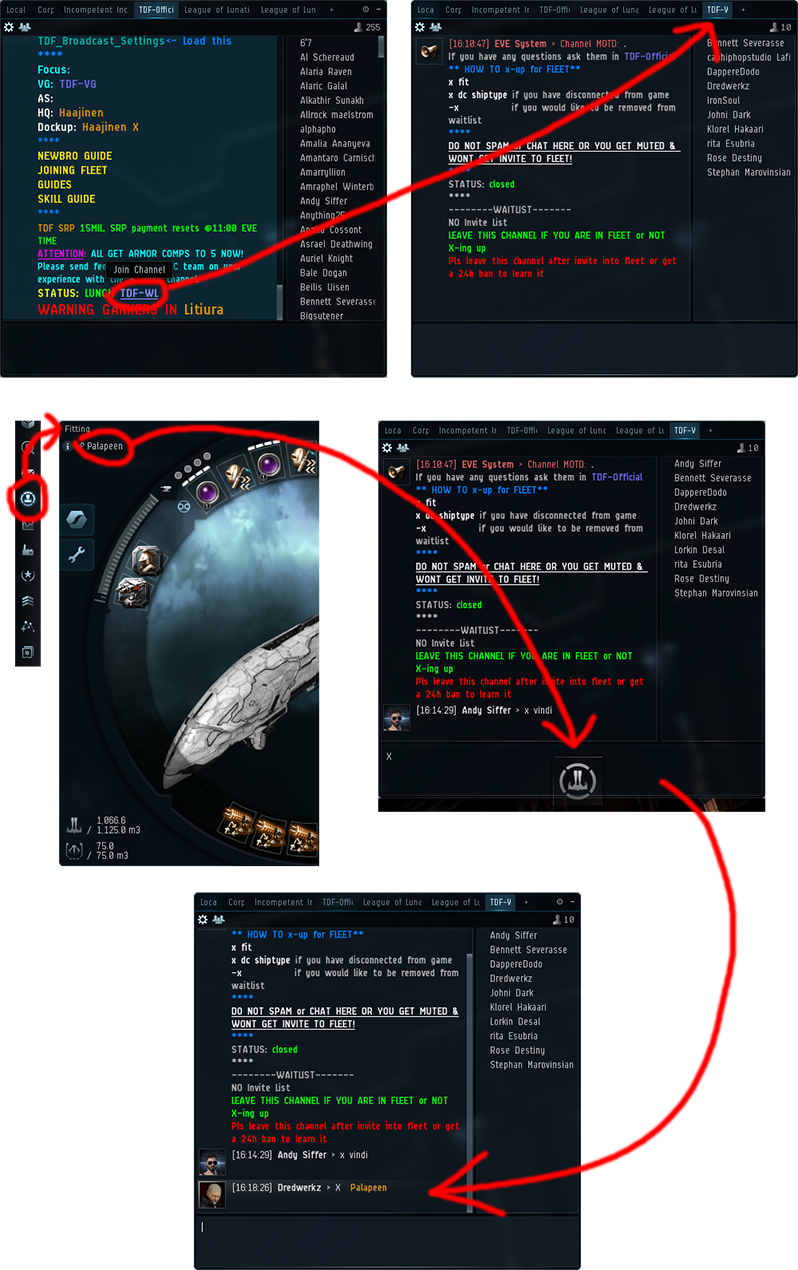 Local
Corp
Incompetent Inc
TDF-Offici
League of Lunati
League of Lun
+
255
TDF_Broadcast_Settings<- Load this
****
Focus:
VG: TDF-VG
AS:
HQ: Haajinen
Dockup: Haajinen X
****
NEWBRO GUIDE
JOINING FLEET
GUIDES
SKILL GUIDE
****
TDF SRP 15MIL SRP payment resets @11:00 EVE
TIME
ATTENTION: ALL GET ARMOR COMPS TO 5 NOW!
Please send fee C team on your
experience with channel
Join Channel
STATUS: LUNCH TDF-WL
WARNING GANKERS IN Litiura
6'7
Al Schereaud
Alaria Raven
Alaric Galal
Alkathir Sunakh
Allrock maelstrom
alphapho
Amalia Ananyeva
Amantaro Carnisch
Amaryllion
Amraphel Winterb
Andy Siffer
Anything25
Cossont
Asrael Deathwing
Auriel Knight
Bale Dogan
Beilis Uisen
Bennett Severasse
Bigsutener
Loca
Corp
Incompetent In
TDF-Offi
League of Luna
League of Lu
TDF-V
+
10
[16:10:47] EVE System > Channel MOTD: .
If you have any questions ask them in TDF-Official
** HOW TO x-up for FLEET**
x fit
x dc shiptype if you have disconnected from game
-x if you would like to be removed from
waitlist
****
DO NOT SPAM or CHAT HERE OR YOU GET MUTED &
WONT GET INVITE TO FLEET!
****
STATUS: closed
****
--------WAITLIST-------
NO Invite List
LEAVE THIS CHANNEL IF YOU ARE IN FLEET or NOT
X-ing up
Pls leave this channel after invite into fleet or get
a 24h ban to learn it
Bennett Severasse
caphiphopstudio Lafi
DappereDodo
Dredwerkz
IronSoul
Johni Dark
Klorel Hakaari
rita Esubria
Rose Destiny
Stephan Marovinsian
Fitting
Palapeen
1,066.6
/ 1,125.0 m3
75.0
/ 75.0 m3
Loca
Corp
Incompetent Ir
TDF-Offi
League of Luna
League of Lu
TDF-V
+
10
[16:10:47] EVE System > Channel MOTD: .
If you have any questions ask them in TDF-Official
** HOW TO x-up for FLEET**
x fit
x dc shiptype if you have disconnected from game
-x if you would like to be removed from
waitlist
****
DO NOT SPAM or CHAT HERE OR YOU GET MUTED &
WONT GET INVITE TO FLEET!
****
STATUS: closed
****
--------WAITLIST-------
NO Invite List
LEAVE THIS CHANNEL IF YOU ARE IN FLEET or NOT
X-ing up
Pls leave this channel after invite into fleet or get
a 24h ban to learn it
[16:14:29] Andy Siffer > x vindi
X
Andy Siffer
Bennett Severasse
DappereDodo
Dredwerkz
Johni Dark
Klorel Hakaari
Lorkin Desal
rita Esubria
Rose Destiny
Stephan Marovinsian
Loca
Corp
Incompetent Ir
TDF-Offi
League of Luna
League of Lu
TDF-V
+
10
** HOW TO x-up for FLEET**
x fit
x dc shiptype if you have disconnected from game
-x if you would like to be removed from
waitlist
****
DO NOT SPAM or CHAT HERE OR YOU GET MUTED &
WONT GET INVITE TO FLEET!
****
STATUS: closed
****
--------WAITLIST-------
NO Invite List
LEAVE THIS CHANNEL IF YOU ARE IN FLEET or NOT
X-ing up
Pls leave this channel after invite into fleet or get
a 24h ban to learn it
[16:14:29] Andy Siffer > x vindi
[16:18:26] Dredwerkz > X Palapeen
Andy Siffer
Bennett Severasse
DappereDodo
Dredwerkz
Johni Dark
Klorel Hakaari
Lorkin Desal
rita Esubria
Rose Destiny
Stephan Marovinsian